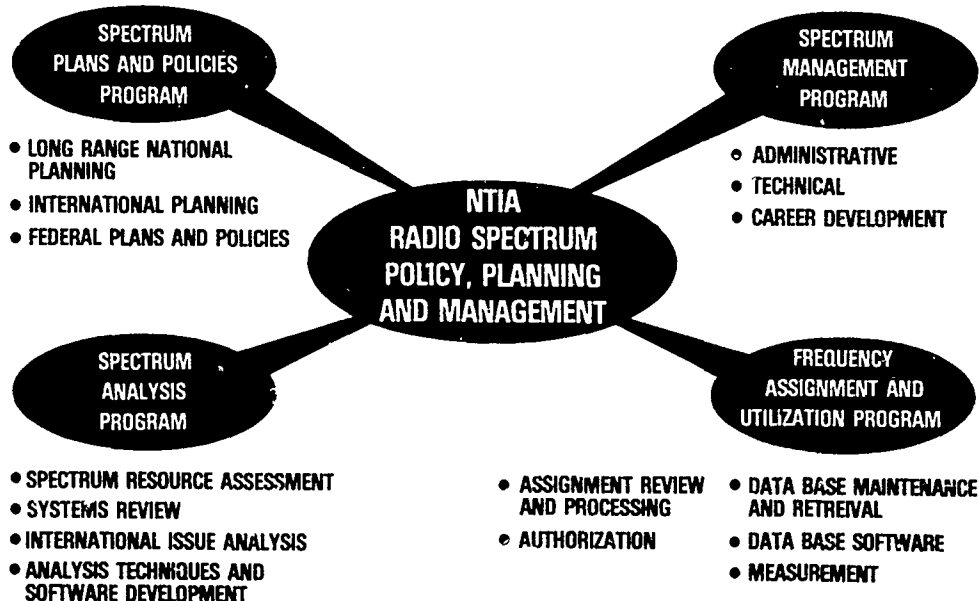 SPECTRUM
PLANS AND POLICIES
PROGRAM
• LONG RANGE NATIONAL
PLANNING
• INTERNATIONAL PLANNING
• FEDERAL PLANS AND POLICIES
SPECTRUM
MANAGEMENT
PROGRAM
• ADMINISTRATIVE
• TECHNICAL
• CAREER DEVELOPMENT
NTIA
RADIO SPECTRUM
POLICY, PLANNING
AND MANAGEMENT
SPECTRUM
ANALYSIS
PROGRAM
• SPECTRUM RESOURCE ASSESSMENT
• SYSTEMS REVIEW
• INTERNATIONAL ISSUE ANALYSIS
• ANALYSIS TECHNIQUES AND
SOFTWARE DEVELOPMENT
FREQUENCY
ASSIGNMENT AND
UTILIZATION PROGRAM
• ASSIGNMENT REVIEW
AND PROCESSING
• AUTHORIZATION
• DATA BASE MAINTENANCE
AND RETREIVAL
• DATA BASE SOFTWARE
• MEASUREMENT